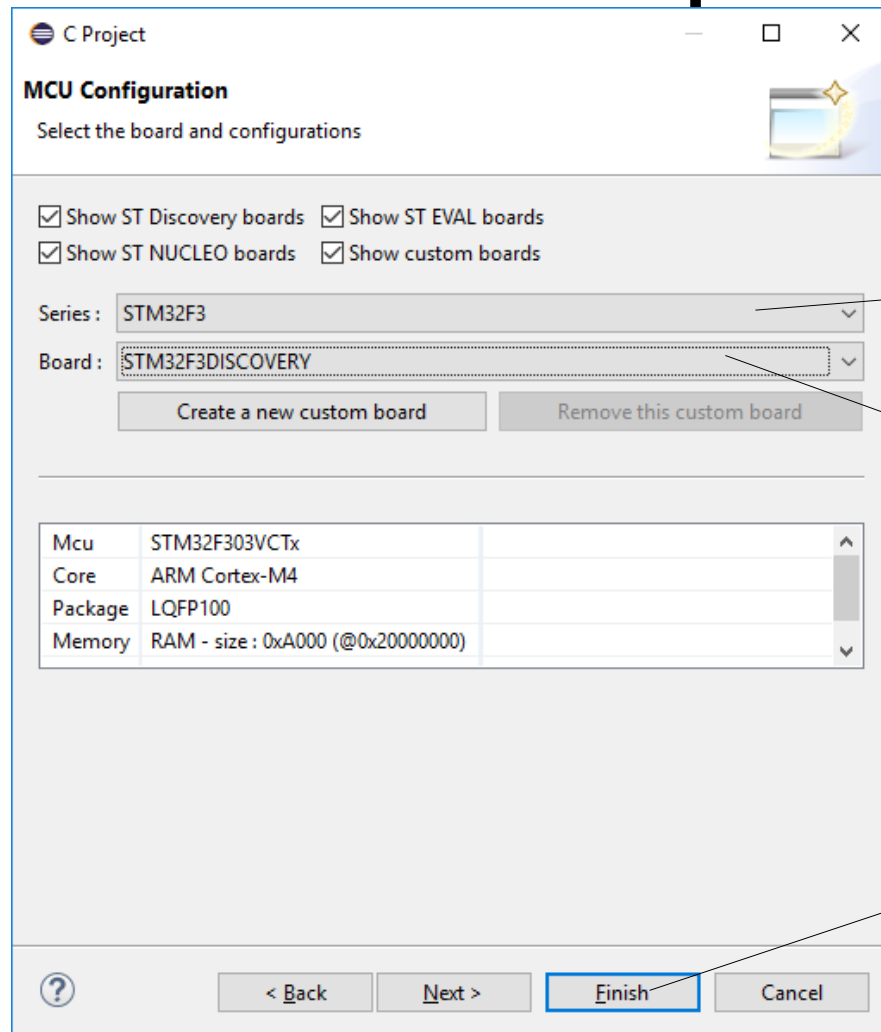 C Project
MCU Configuration
Select the board and configurations
Show ST Discovery boards Show ST EVAL boards
Show ST NUCLEO boards Show custom boards
Series : STM32F3
Board : STM32F3DISCOVERY
Create a new custom board Remove this custom board
Mcu STM32F303VCTx
Core ARM Cortex-M4
Package LQFP100
Memory RAM - size : 0xA000 (@0x20000000)
? < Back Next > Finish Cancel